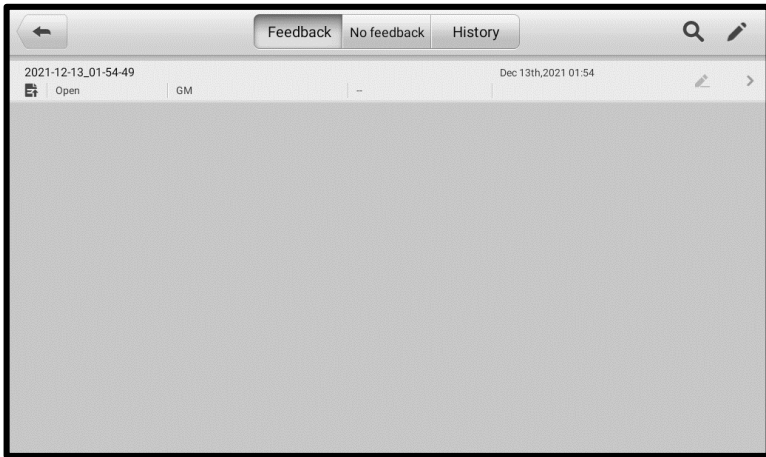 Feedback No feedback History
2021-12-13_01-54-49 Dec 13th,2021 01:54
Open GM --